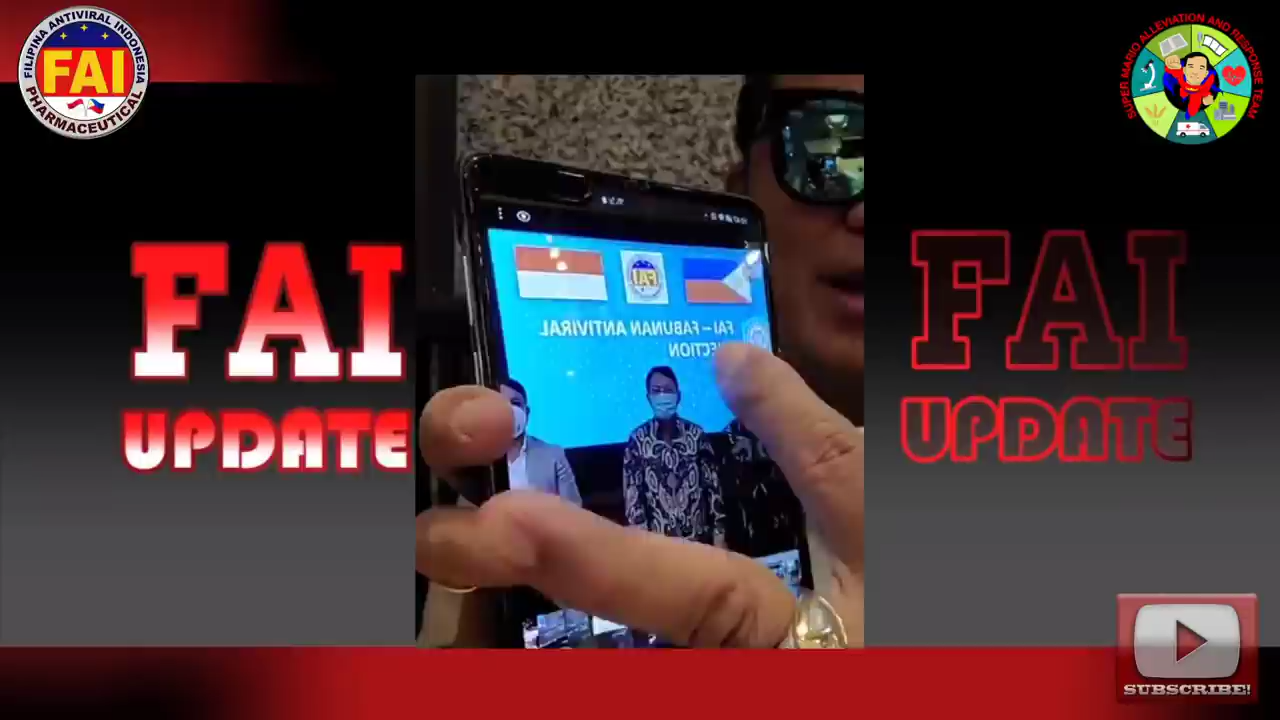 FILIPINA ANTIVIRAL INDONESIA
FAI
PHARMACEUTICAL
SUPER MARIO ALLEVIATION AND RESPONSE TEAM
FAI
UPDATE
FAI
FAI – FABUNAN ANTIVIRAL
FAI
UPDATE
SUBSCRIBE!